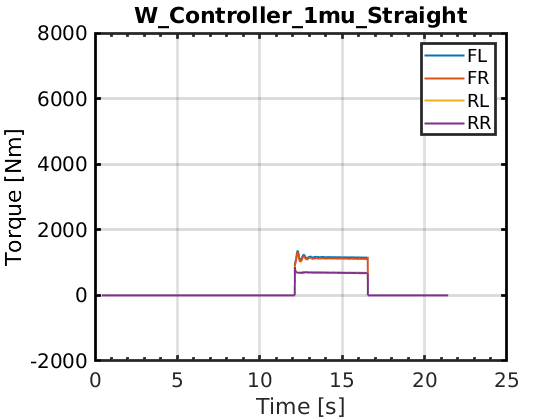 W_Controller_1mu_Straight
8000
6000
4000
2000
0
-2000
Torque [Nm]
FL
FR
RL
RR
0 5 10 15 20 25
Time [s]